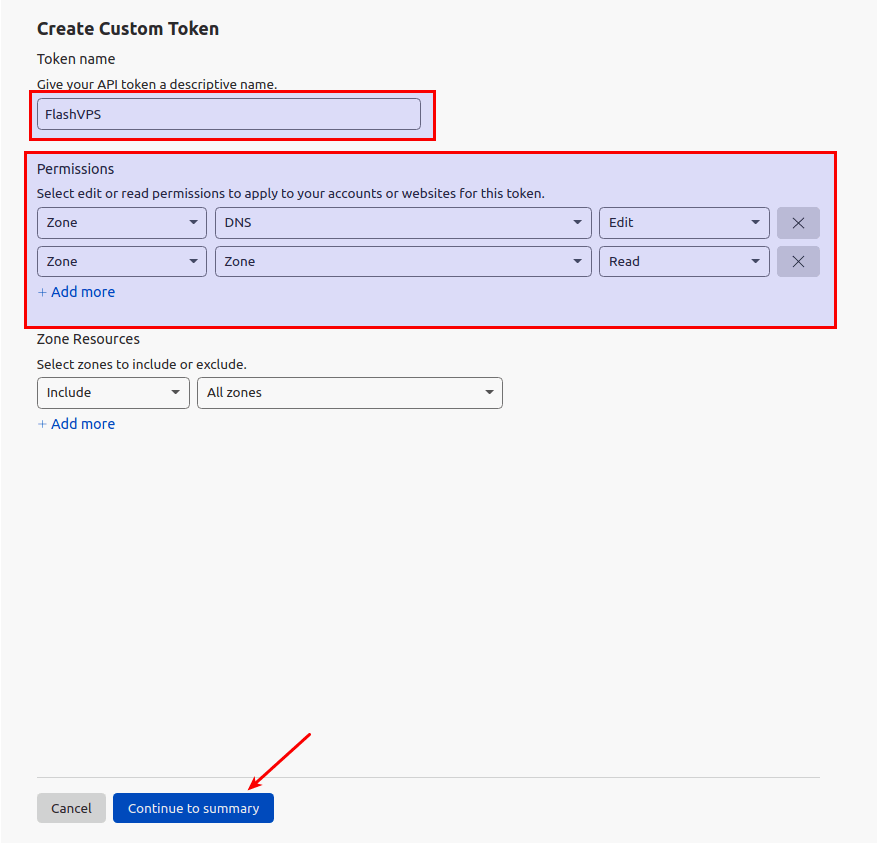 Create Custom Token
Token name
Give your API token a descriptive name.
FlashVPS
Permissions
Select edit or read permissions to apply to your accounts or websites for this token.
Zone DNS Edit
Zone Zone Read
+ Add more
Zone Resources
Select zones to include or exclude.
Include All zones
+ Add more
Cancel Continue to summary